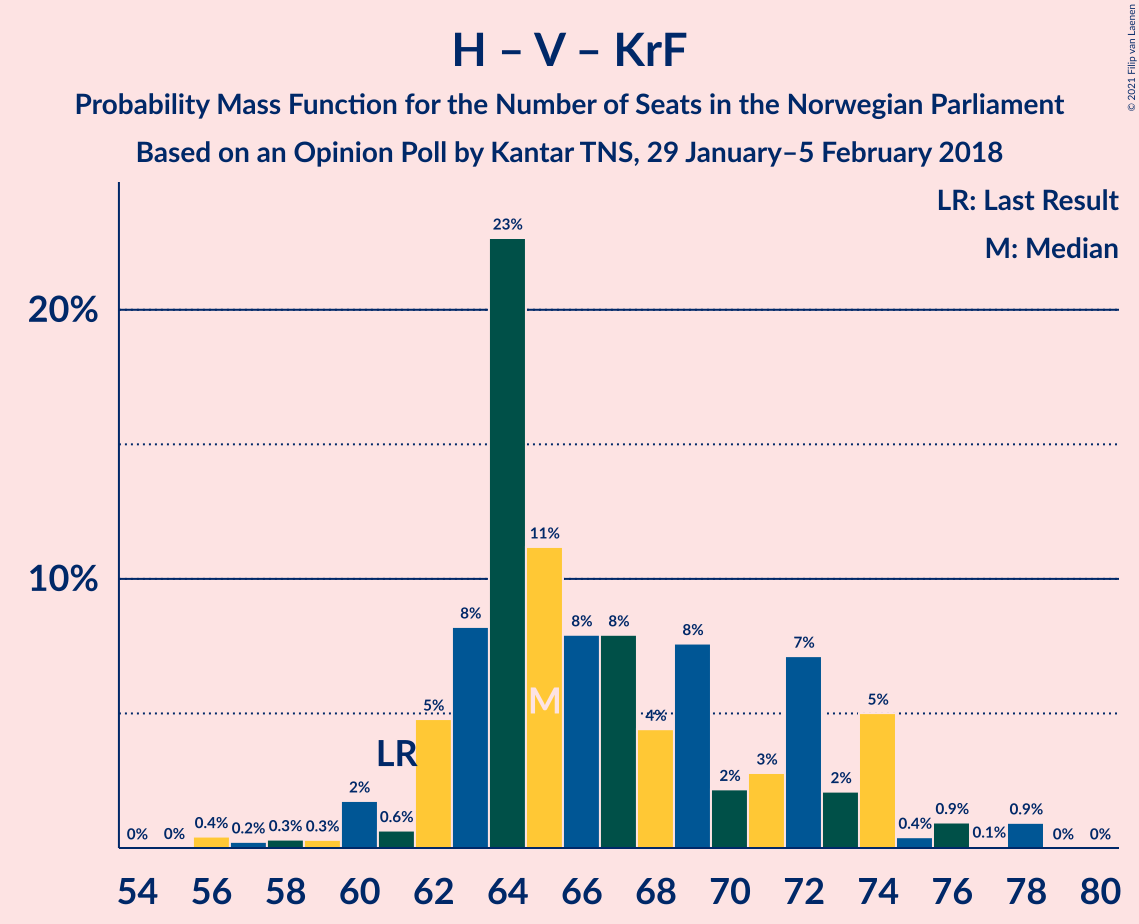 H – V – KrF
Probability Mass Function for the Number of Seats in the Norwegian Parliament
Based on an Opinion Poll by Kantar TNS, 29 January–5 February 2018
© 2021 Filip van Laenen
LR: Last Result
M: Median
20%
10%
0% 0% 0.4% 0.2% 0.3% 0.3% 2% 0.6% 5% 8% 23% 11% 8% 8% 4% 8% 2% 3% 7% 2% 5% 0.4% 0.9% 0.1% 0.9% 0% 0%
LR
M
54 56 58 60 62 64 66 68 70 72 74 76 78 80